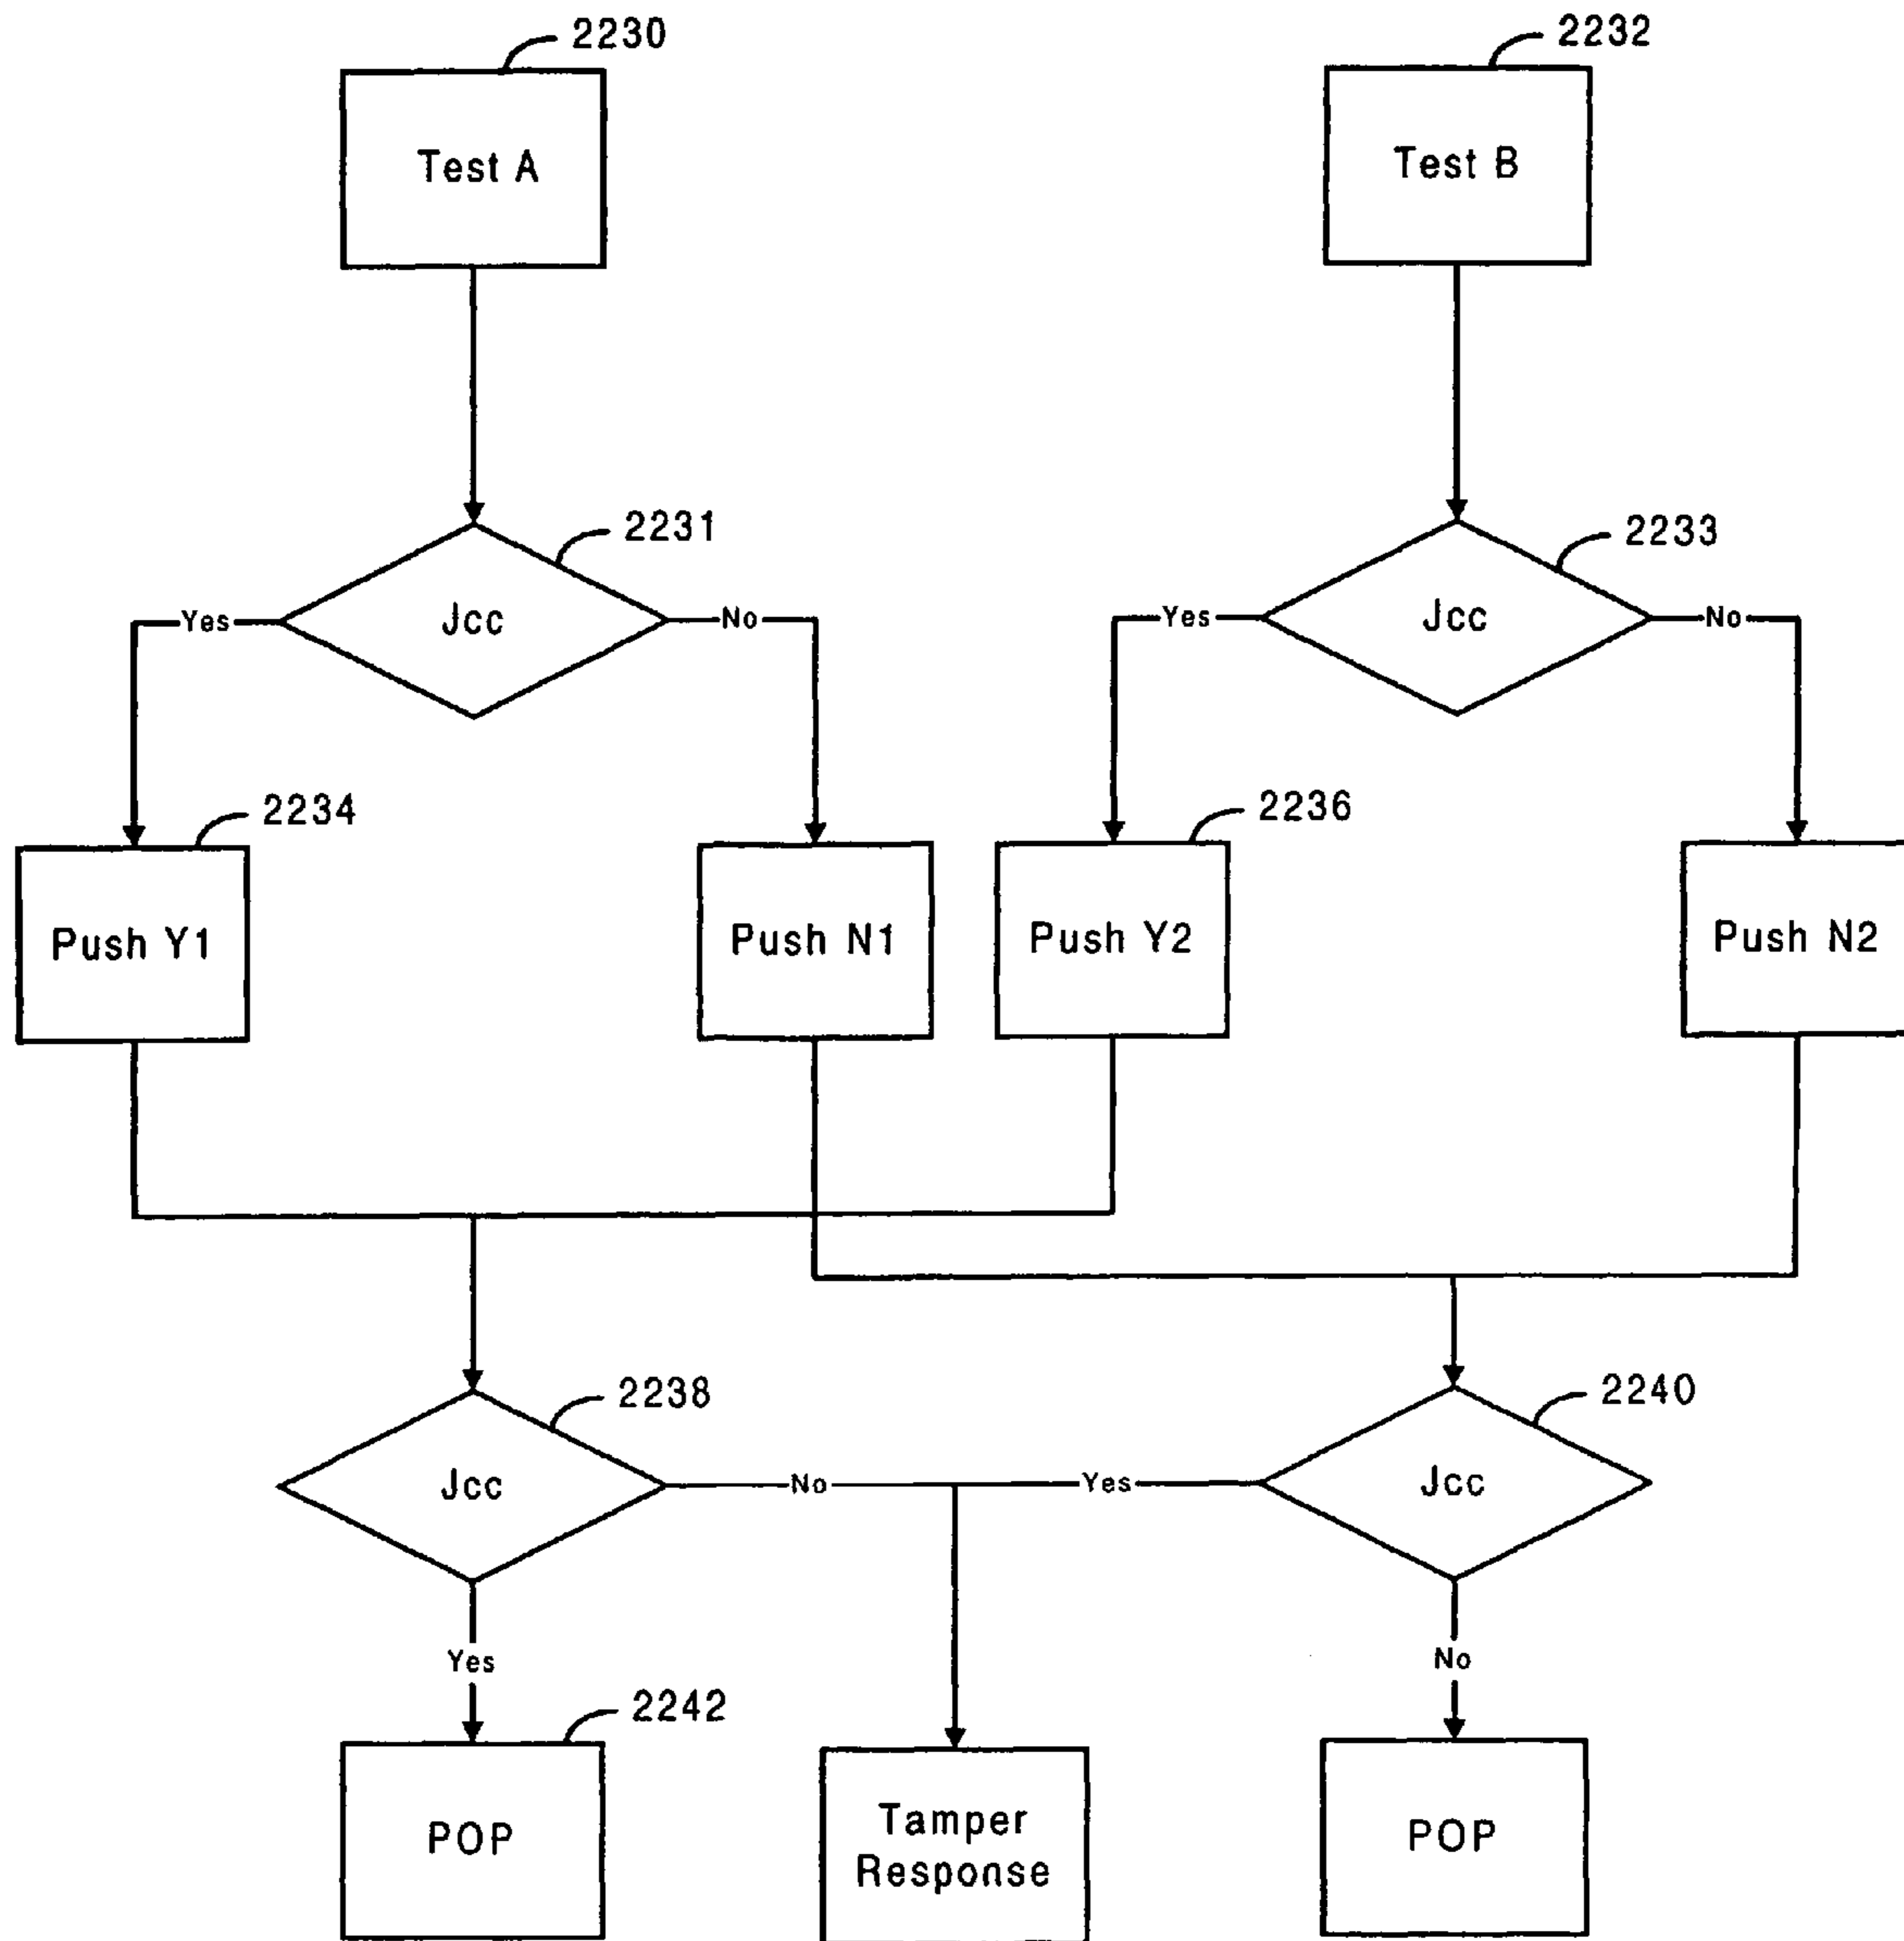 2230
2232
Test A
Test B
2231
2233
Yes
Jcc
No
Yes
Jcc
No
2234
2236
Push Y1
Push N1
Push Y2
Push N2
2238
2240
Jcc
No
Yes
Jcc
Yes
No
2242
POP
Tamper
Response
POP